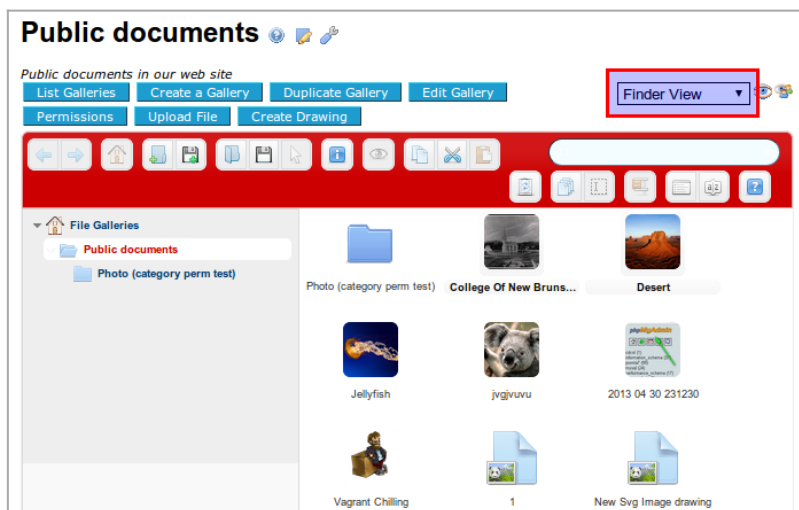 Public documents
Public documents in our web site
List Galleries Create a Gallery Duplicate Gallery Edit Gallery
Finder View
Permissions Upload File Create Drawing
File Galleries
Public documents
Photo (category perm test)
Photo (category perm test) College Of New Bruns... Desert
phpMyAdmin
Jellyfish jvgjvuvu 2013 04 30 231230
Vagrant Chilling 1 New Svg Image drawing